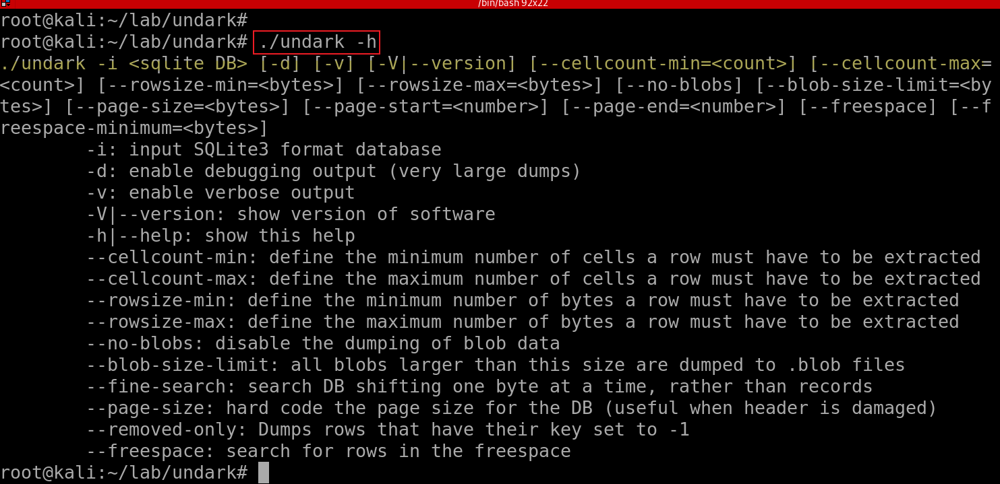 /bin/bash 92x22
root@kali:~/lab/undark#
root@kali:~/lab/undark# ./undark -h
./undark -i <sqlite DB> [-d] [-v] [-V|--version] [--cellcount-min=<count>] [--cellcount-max=
<count>] [--rowsize-min=<bytes>] [--rowsize-max=<bytes>] [--no-blobs] [--blob-size-limit=<by
tes>] [--page-size=<bytes>] [--page-start=<number>] [--page-end=<number>] [--freespace] [--f
reespace-minimum=<bytes>]
        -i: input SQLite3 format database
        -d: enable debugging output (very large dumps)
        -v: enable verbose output
        -V|--version: show version of software
        -h|--help: show this help
        --cellcount-min: define the minimum number of cells a row must have to be extracted
        --cellcount-max: define the maximum number of cells a row must have to be extracted
        --rowsize-min: define the minimum number of bytes a row must have to be extracted
        --rowsize-max: define the maximum number of bytes a row must have to be extracted
        --no-blobs: disable the dumping of blob data
        --blob-size-limit: all blobs larger than this size are dumped to .blob files
        --fine-search: search DB shifting one byte at a time, rather than records
        --page-size: hard code the page size for the DB (useful when header is damaged)
        --removed-only: Dumps rows that have their key set to -1
        --freespace: search for rows in the freespace
root@kali:~/lab/undark#